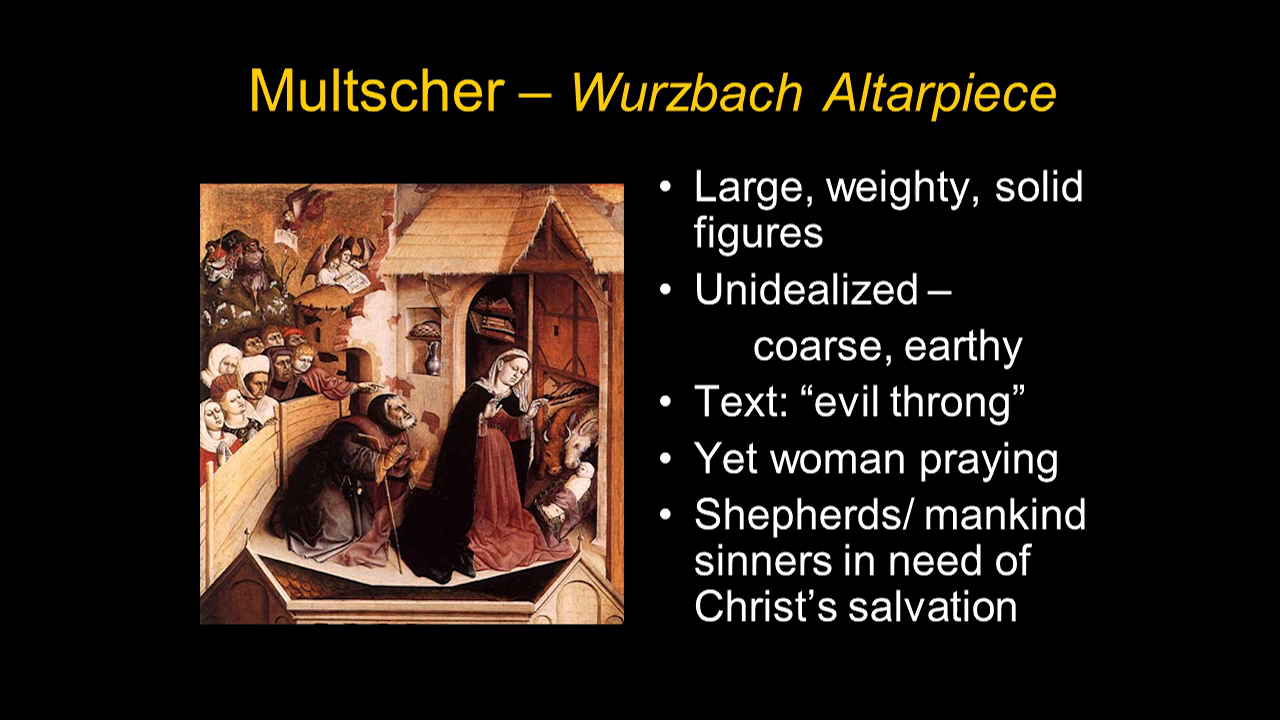 Multscher – Wurzbach Altarpiece
• Large, weighty, solid
figures
• Unidealized –
coarse, earthy
• Text: “evil throng”
• Yet woman praying
• Shepherds/ mankind
sinners in need of
Christ’s salvation